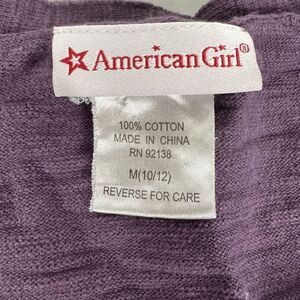 American Girl®
100% COTTON
MADE IN CHINA
RN 92138
M(10/12)
REVERSE FOR CARE